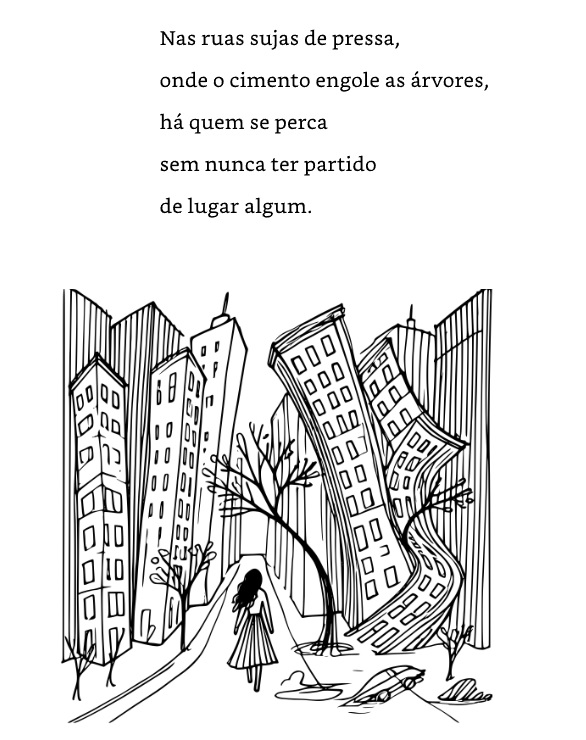 Nas ruas sujas de pressa,
onde o cimento engole as árvores,
há quem se perca
sem nunca ter partido
de lugar algum.